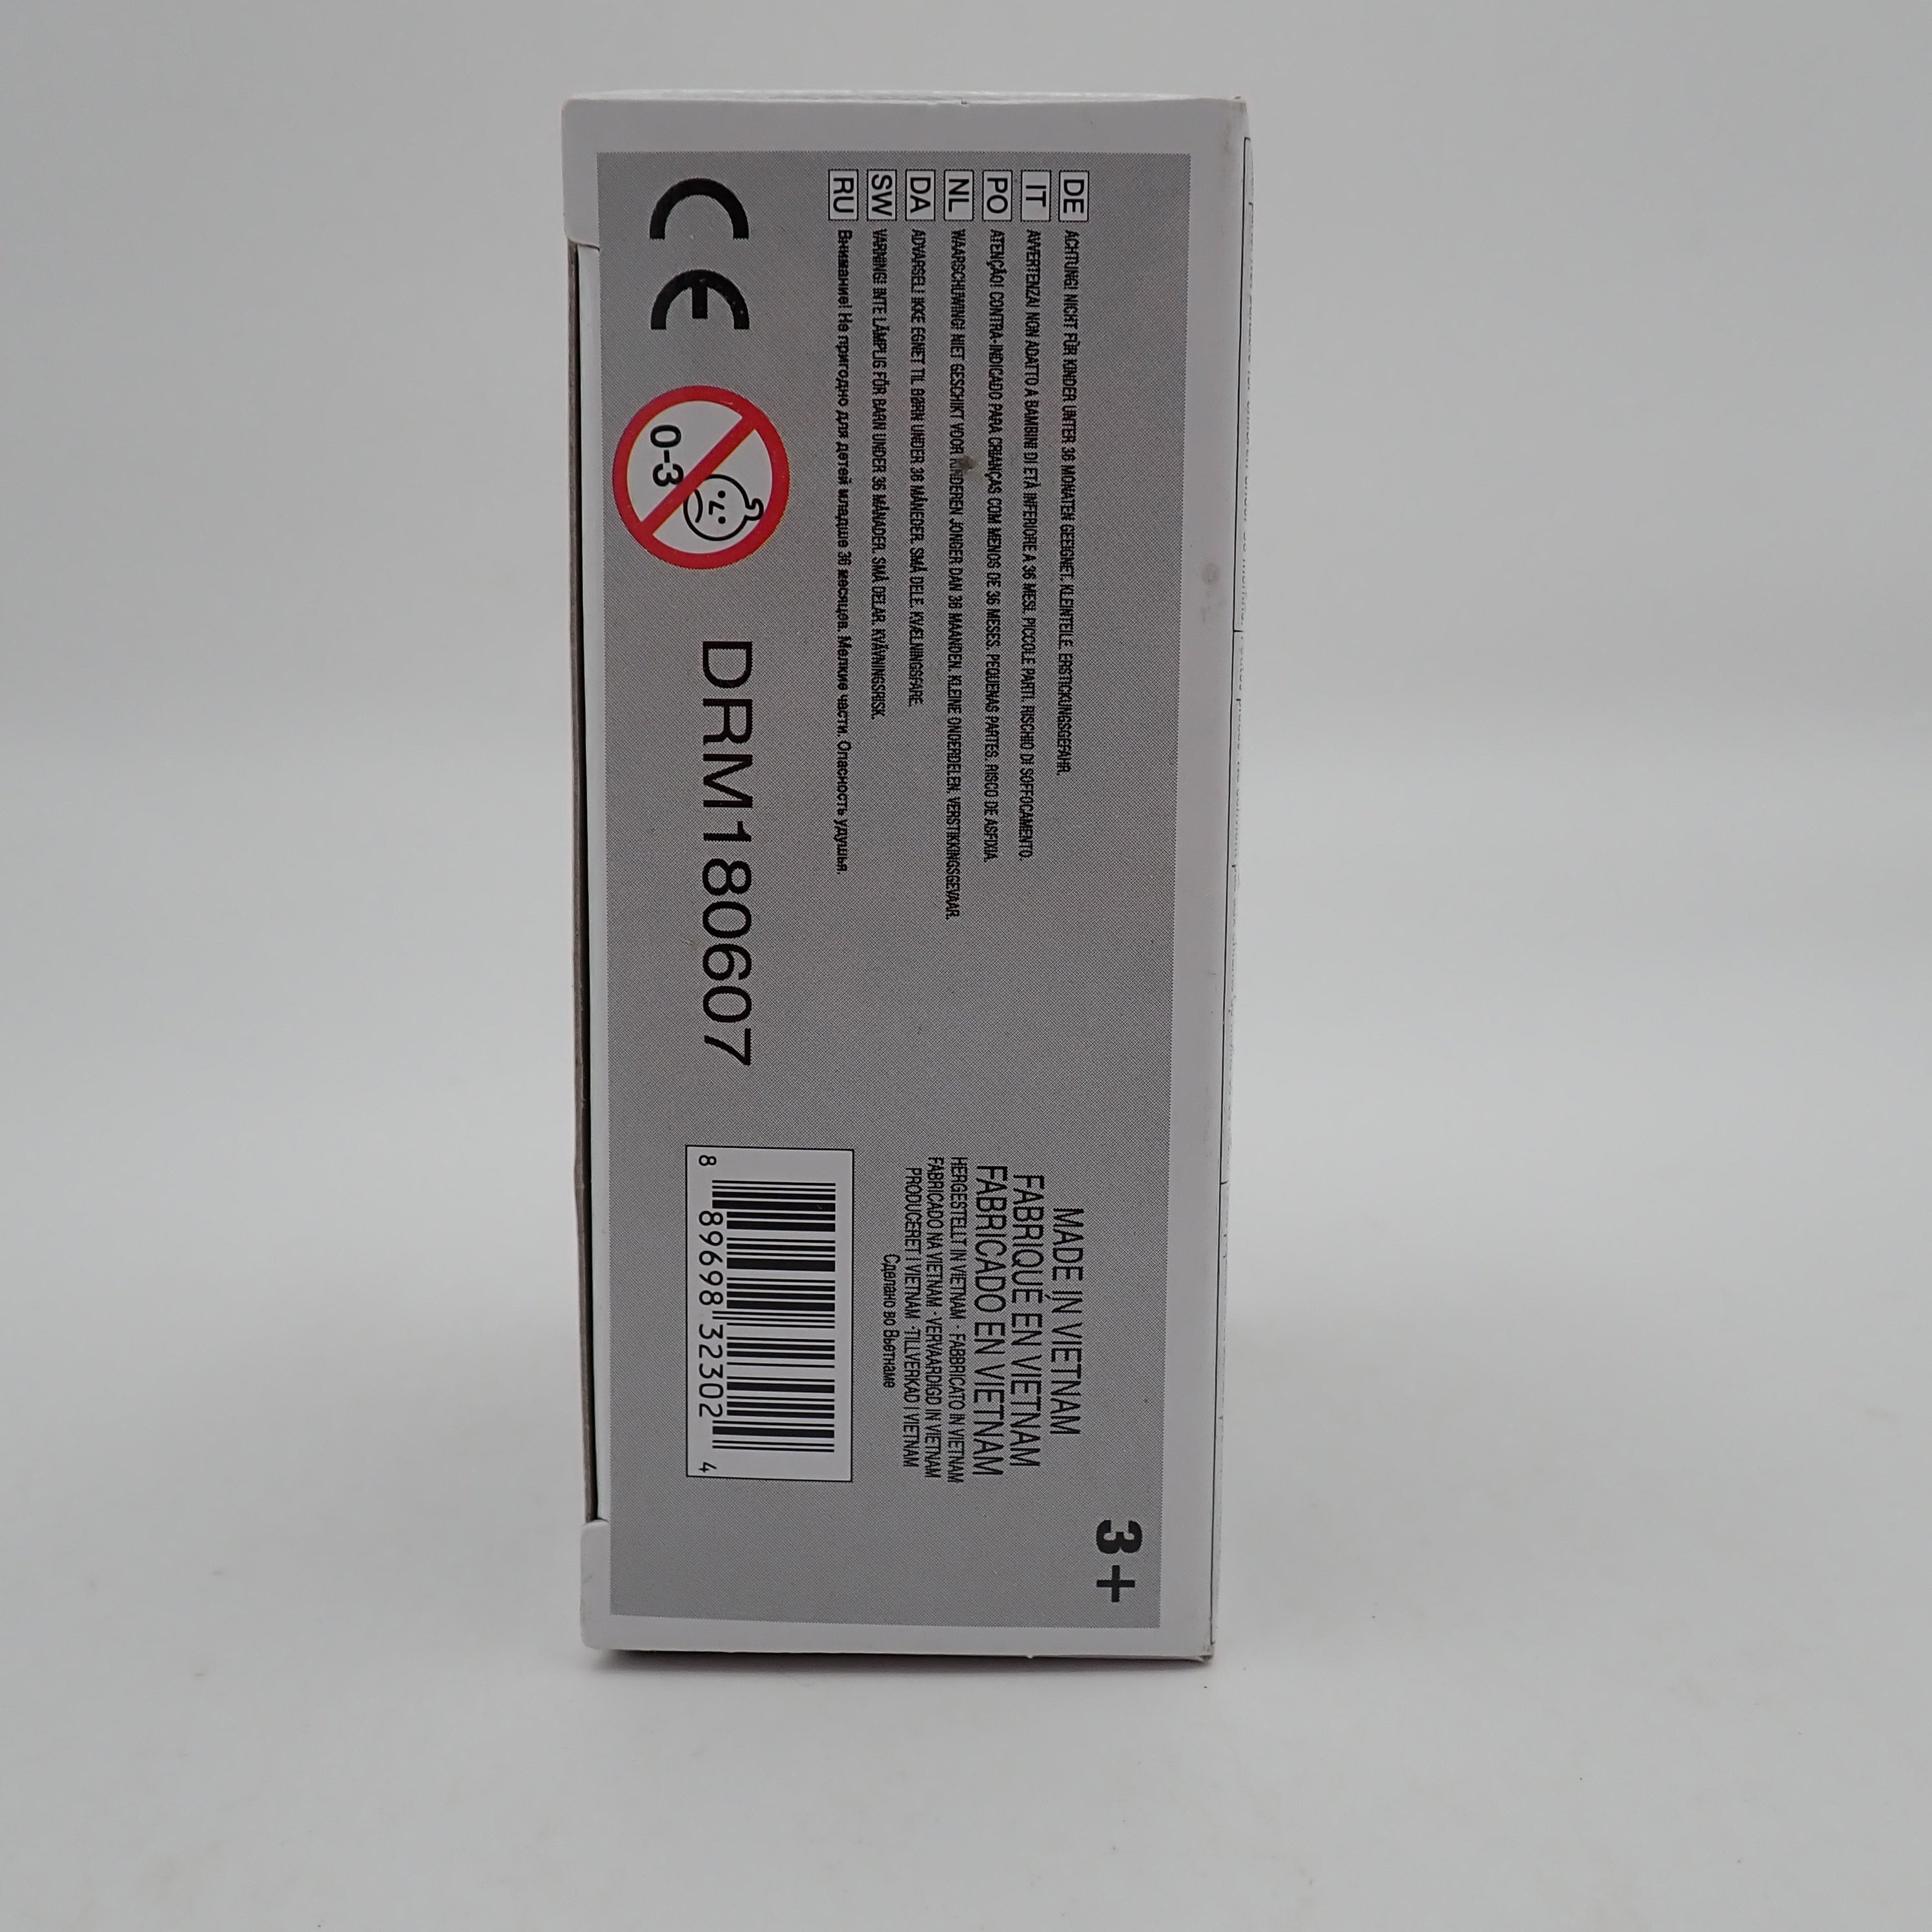 3+
DE ACHTUNG! NICHT FÜR KINDER UNTER 36 MONATEN GEEIGNET. KLEINTEILE. ERSTICKUNGSGEFAHR.
IT AVVERTENZA! NON ADATTO A BAMBINI DI ETÀ INFERIORE A 36 MESI. PICCOLE PARTI. RISCHIO DI SOFFOCAMENTO.
PO ATENÇÃO! CONTRA-INDICADO PARA CRIANÇAS COM MENOS DE 36 MESES. PEQUENAS PARTES. RISCO DE ASFIXIA.
NL WAARSCHUWING! NIET GESCHIKT VOOR KINDEREN JONGER DAN 36 MAANDEN. KLEINE ONDERDELEN. VERSTIKKINGSGEVAAR.
DA ADVARSEL! IKKE EGNET TIL BØRN UNDER 36 MÅNEDER. SMÅ DELE. KVÆLNINGSFARE.
SW VARNING! INTE LÄMPLIG FÖR BARN UNDER 36 MÅNADER. SMÅ DELAR. KVÄVNINGSRISK.
RU Внимание! Не пригодно для детей младше 36 месяцев. Мелкие части. Опасность удушья.
MADE IN VIETNAM
FABRIQUÉ EN VIETNAM
FABRICADO EN VIETNAM
HERGESTELLT IN VIETNAM · FABBRICATO IN VIETNAM
FABRICADO NA VIETNAM · VERVAARDIGD IN VIETNAM
PRODUCERET I VIETNAM · TILLVERKAD I VIETNAM
Сделано во Вьетнаме
CE
0-3
DRM180607
8 89698 32302 4